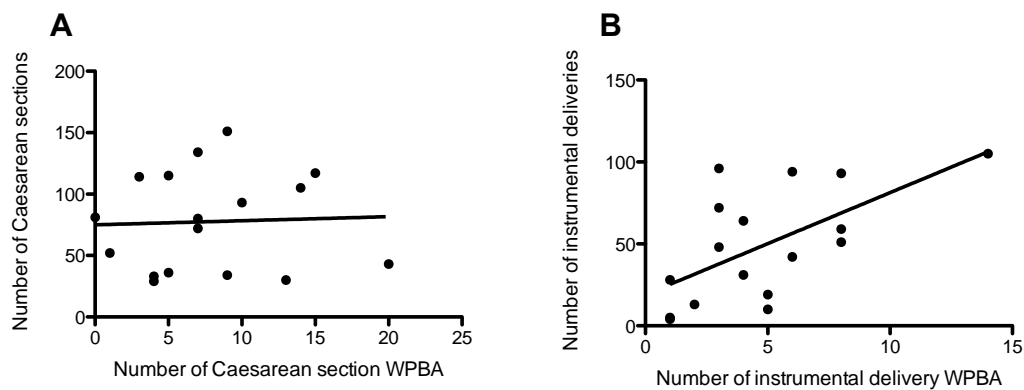 A
Number of Caesarean sections
200
150
100
50
0
0 5 10 15 20 25
Number of Caesarean section WPBA
B
Number of instrumental deliveries
150
100
50
0
0 5 10 15
Number of instrumental delivery WPBA